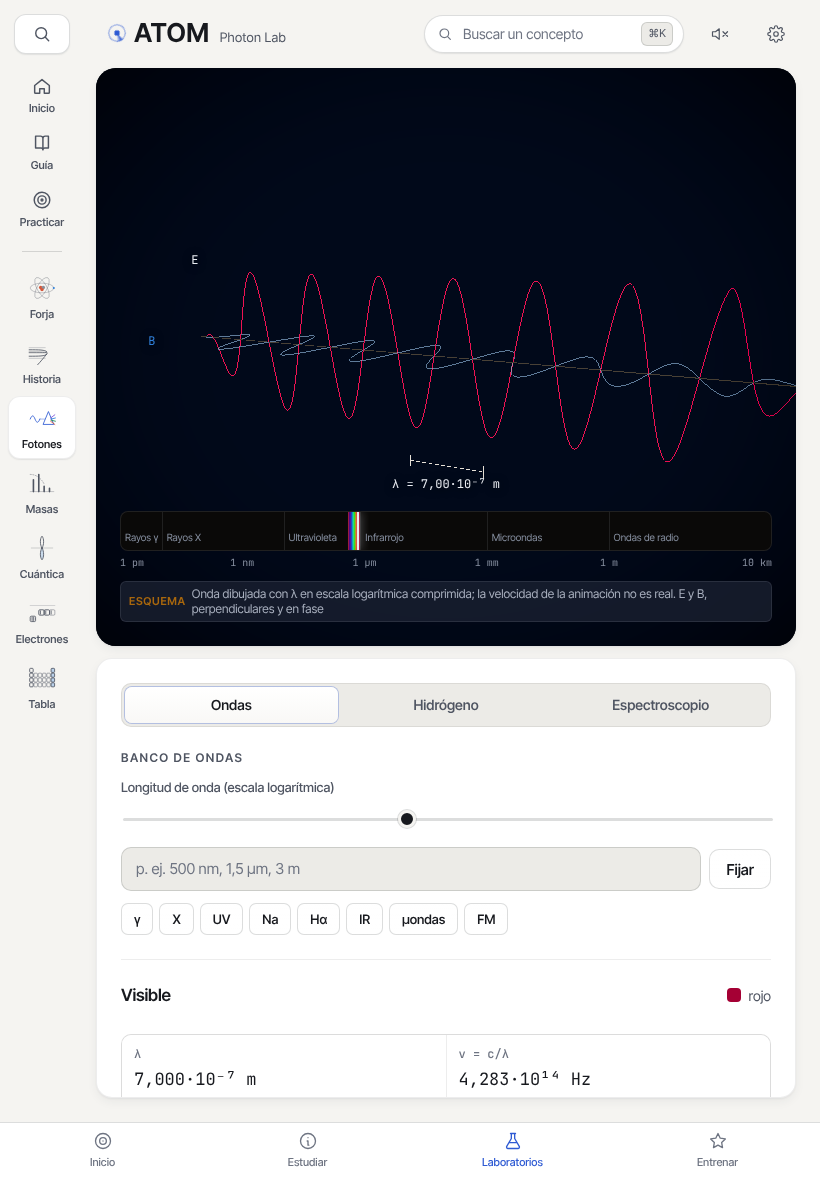 ATOM Photon Lab
Buscar un concepto ⌘K
Inicio
Guía
Practicar
Forja
Historia
Fotones
Masas
Cuántica
Electrones
Tabla
E
B
λ = 7,00·10⁻⁷ m
Rayos γ Rayos X Ultravioleta Infrarrojo Microondas Ondas de radio
1 pm 1 nm 1 µm 1 mm 1 m 10 km
ESQUEMA Onda dibujada con λ en escala logarítmica comprimida; la velocidad de la animación no es real. E y B,
perpendiculares y en fase
Ondas Hidrógeno Espectroscopio
BANCO DE ONDAS
Longitud de onda (escala logarítmica)
p. ej. 500 nm, 1,5 µm, 3 m Fijar
γ X UV Na Hα IR µondas FM
Visible rojo
λ ν = c/λ
7,000·10⁻⁷ m 4,283·10¹⁴ Hz
Inicio Estudiar Laboratorios Entrenar